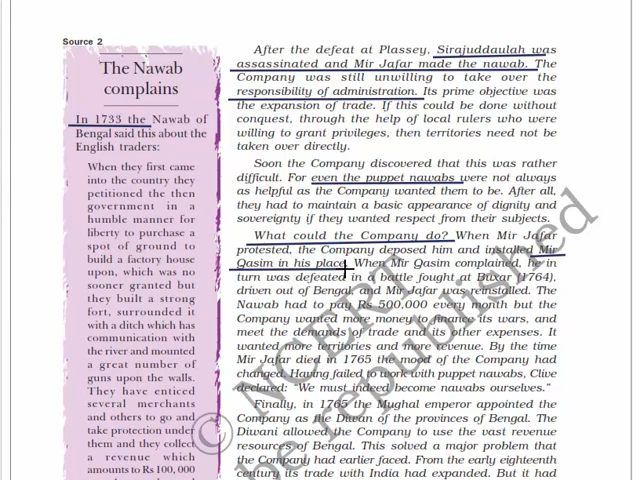 Source 2
The Nawab
complains
In 1733 the Nawab of
Bengal said this about the
English traders:
When they first came
into the country they
petitioned the then
government in a
humble manner for
liberty to purchase a
spot of ground to
build a factory house
upon, which was no
sooner granted but
they built a strong
fort, surrounded it
with a ditch which has
communication with
the river and mounted
a great number of
guns upon the walls.
They have enticed
several merchants
and others to go and
take protection under
them and they collect
a revenue which
amounts to Rs 100, 000
After the defeat at Plassey, Sirajuddaulah was
assassinated and Mir Jafar made the nawab. The
Company was still unwilling to take over the
responsibility of administration. Its prime objective was
the expansion of trade. If this could be done without
conquest, through the help of local rulers who were
willing to grant privileges, then territories need not be
taken over directly.
Soon the Company discovered that this was rather
difficult. For even the puppet nawabs were not always
as helpful as the Company wanted them to be. After all,
they had to maintain a basic appearance of dignity and
sovereignty if they wanted respect from their subjects.
What could the Company do? When Mir Jafar
protested, the Company deposed him and installed Mir
Qasim in his place. When Mir Qasim complained, he in
turn was defeated in a battle fought at Buxar (1764),
driven out of Bengal, and Mir Jafar was reinstalled. The
Nawab had to pay Rs 500,000 every month but the
Company wanted more money to finance its wars, and
meet the demands of trade and its other expenses. It
wanted more territories and more revenue. By the time
Mir Jafar died in 1765 the mood of the Company had
changed. Having failed to work with puppet nawabs, Clive
declared: “We must indeed become nawabs ourselves.”
Finally, in 1765 the Mughal emperor appointed the
Company as the Diwan of the provinces of Bengal. The
Diwani allowed the Company to use the vast revenue
resources of Bengal. This solved a major problem that
the Company had earlier faced. From the early eighteenth
century its trade with India had expanded. But it had
© NCERT
be republished